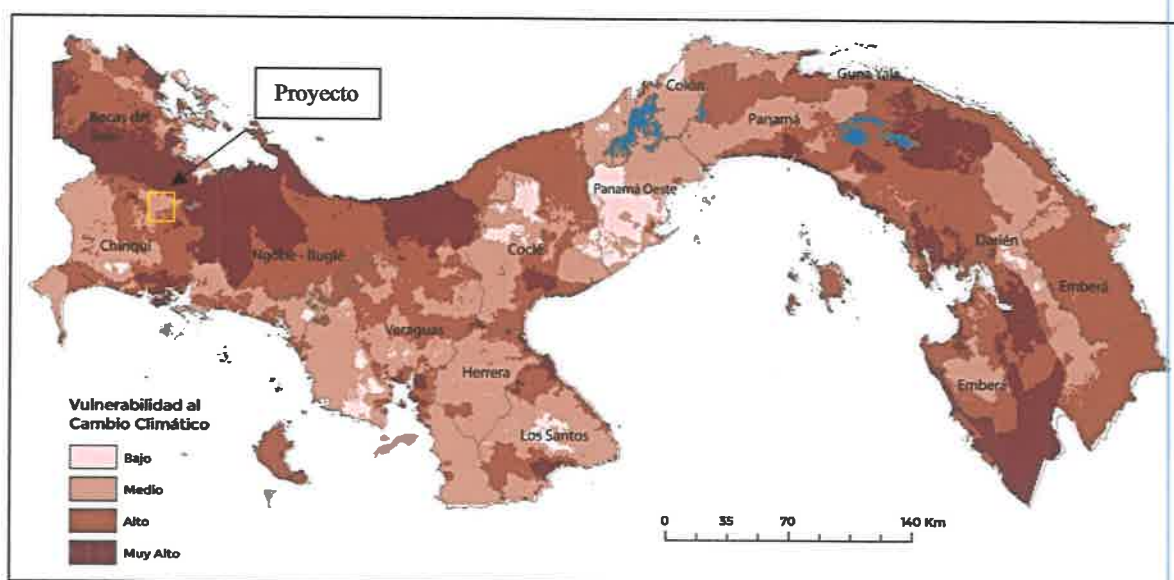 Proyecto
Colón
Guna Yala
Bocas del
Panamá
Panamá Oeste
Chiriquí
Ngöbe - Buglé
Coclé
Darién
Emberá
Veraguas
Herrera
Emberá
Los Santos
Vulnerabilidad al
Cambio Climático
Bajo
Medio
Alto
Muy Alto
0 35 70 140 Km